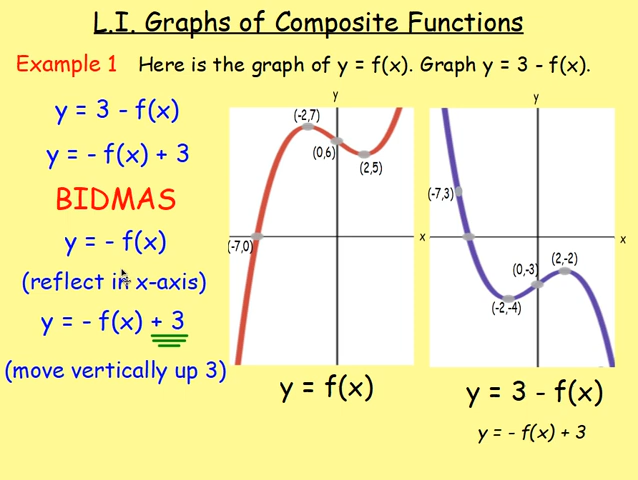 L.I. Graphs of Composite Functions
Example 1 Here is the graph of y = f(x). Graph y = 3 - f(x).
y = 3 - f(x)
y = - f(x) + 3
BIDMAS
y = - f(x)
(reflect in x-axis)
y = - f(x) + 3
(move vertically up 3)
y
(-2,7)
(0,6)
(2,5)
(-7,0)
x
y = f(x)
y
(-7,3)
x
(0,-3)
(2,-2)
(-2,-4)
y = 3 - f(x)
y = - f(x) + 3